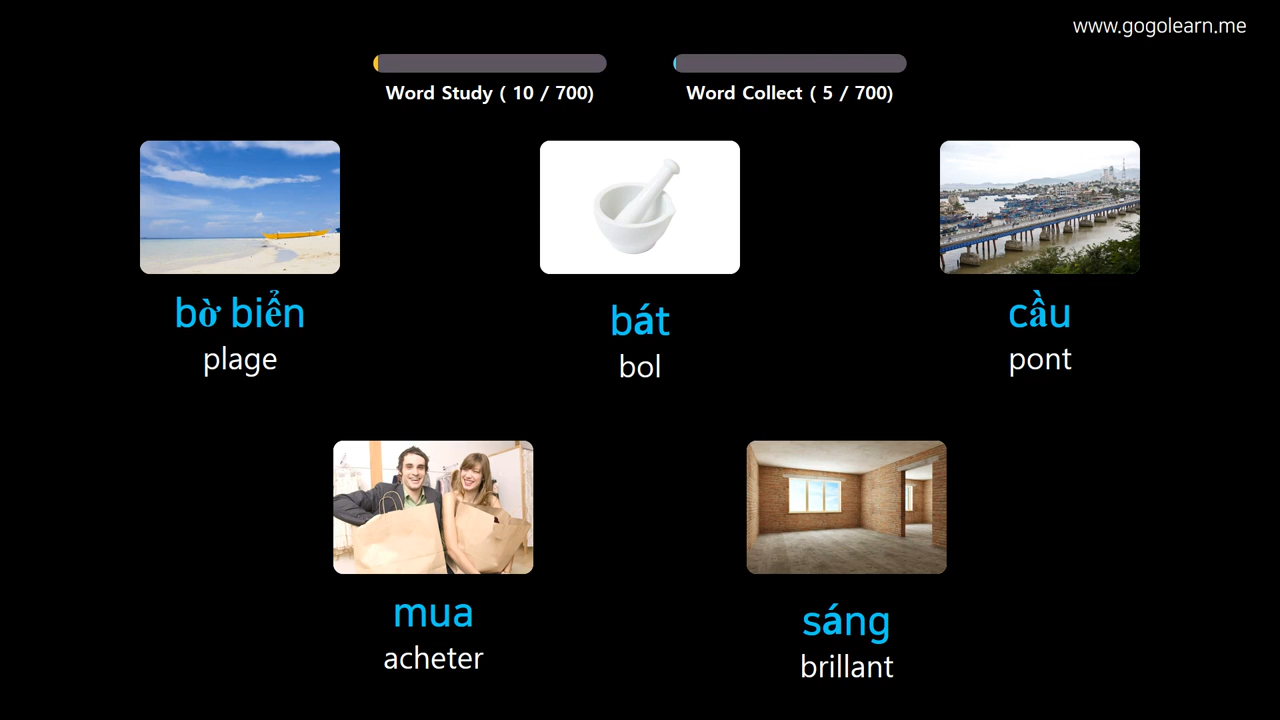 www.gogolearn.me
Word Study ( 10 / 700)
Word Collect ( 5 / 700)
bờ biển
plage
bát
bol
cầu
pont
mua
acheter
sáng
brillant